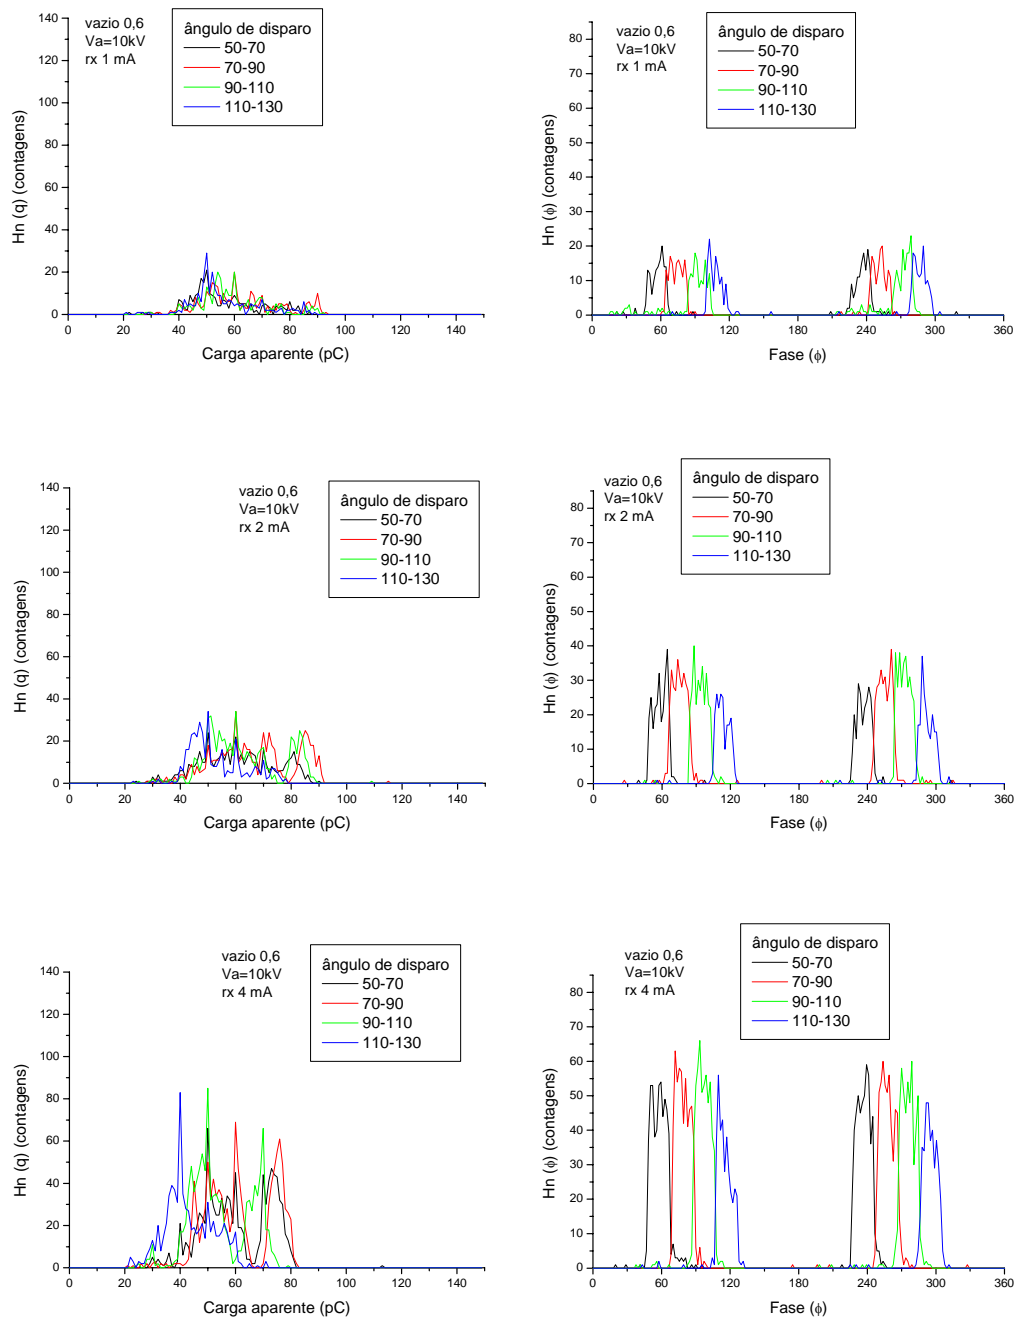 vazio 0,6
Va=10kV
rx 1 mA
ângulo de disparo
50-70
70-90
90-110
110-130
Hn (q) (contagens)
140
120
100
80
60
40
20
0
0 20 40 60 80 100 120 140
Carga aparente (pC)
vazio 0,6
Va=10kV
rx 1 mA
ângulo de disparo
50-70
70-90
90-110
110-130
Hn (ϕ) (contagens)
80
70
60
50
40
30
20
10
0
0 60 120 180 240 300 360
Fase (ϕ)
vazio 0,6
Va=10kV
rx 2 mA
ângulo de disparo
50-70
70-90
90-110
110-130
Hn (q) (contagens)
140
120
100
80
60
40
20
0
0 20 40 60 80 100 120 140
Carga aparente (pC)
vazio 0,6
Va=10kV
rx 2 mA
ângulo de disparo
50-70
70-90
90-110
110-130
Hn (ϕ) (contagens)
80
70
60
50
40
30
20
10
0
0 60 120 180 240 300 360
Fase (ϕ)
vazio 0,6
Va=10kV
rx 4 mA
ângulo de disparo
50-70
70-90
90-110
110-130
Hn (q) (contagens)
140
120
100
80
60
40
20
0
0 20 40 60 80 100 120 140
Carga aparente (pC)
vazio 0,6
Va=10kV
rx 4 mA
ângulo de disparo
50-70
70-90
90-110
110-130
Hn (ϕ) (contagens)
80
70
60
50
40
30
20
10
0
0 60 120 180 240 300 360
Fase (ϕ)